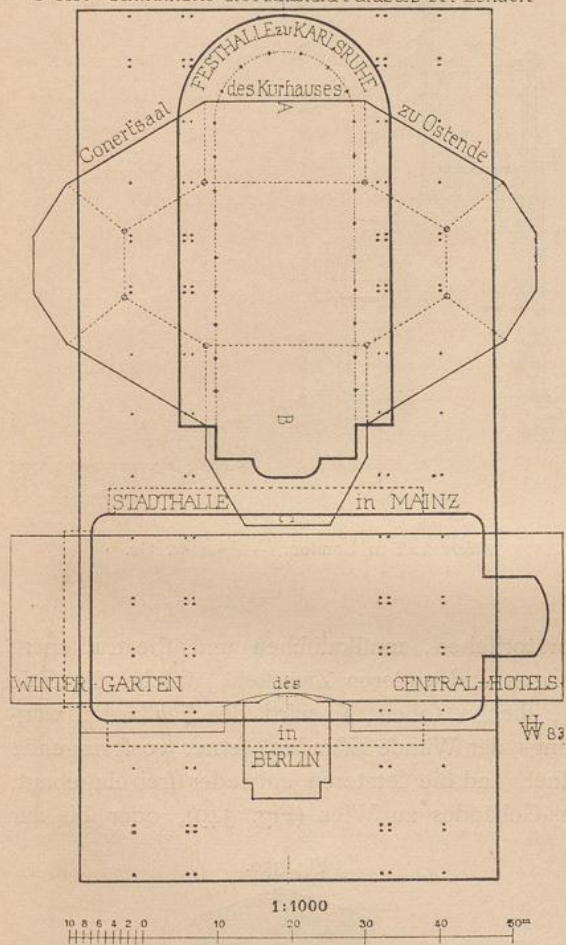 FESTHALLE zu KARLSRUHE
Conertsaal des Kurhauses zu Ostende
A
B
C
STADTHALLE in MAINZ
WINTER-GARTEN des CENTRAL-HOTELS
in
BERLIN
HW 83
1:1000
10 8 6 4 2 0 10 20 30 40 50m